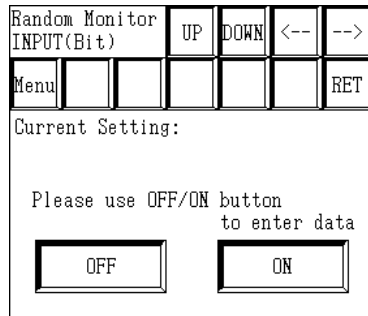 Random Monitor
INPUT(Bit)
UP DOWN <-- -->
Menu RET
Current Setting:
Please use OFF/ON button
to enter data
OFF ON